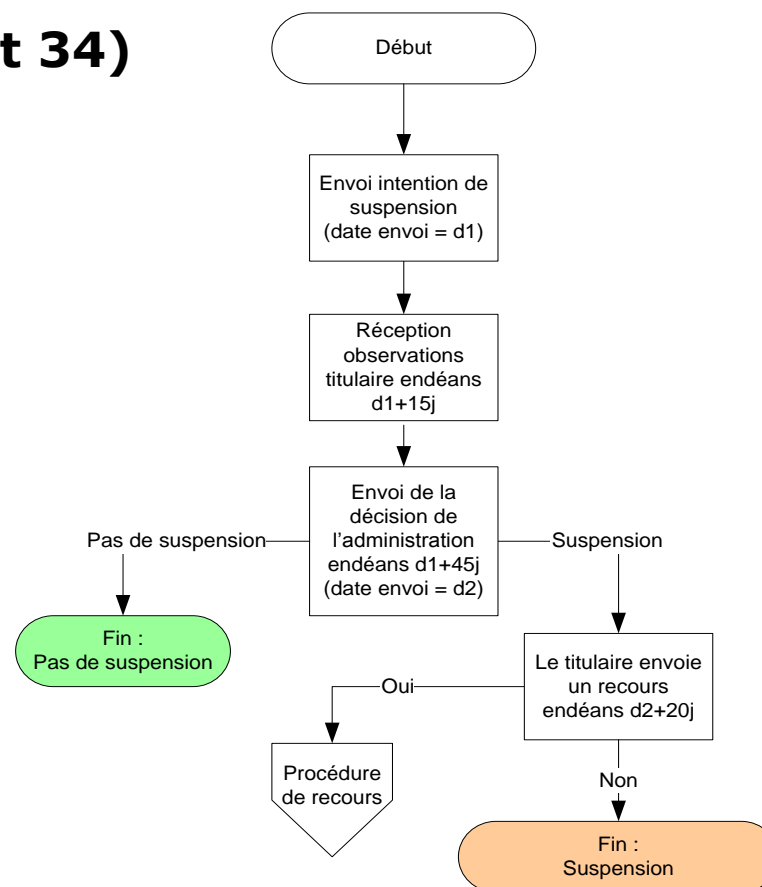 t 34)
Début
Envoi intention de
suspension
(date envoi = d1)
Réception
observations
titulaire endéans
d1+15j
Envoi de la
décision de
l'administration
endéans d1+45j
(date envoi = d2)
Pas de suspension
Suspension
Fin :
Pas de suspension
Le titulaire envoie
un recours
endéans d2+20j
Oui
Procédure
de recours
Non
Fin :
Suspension